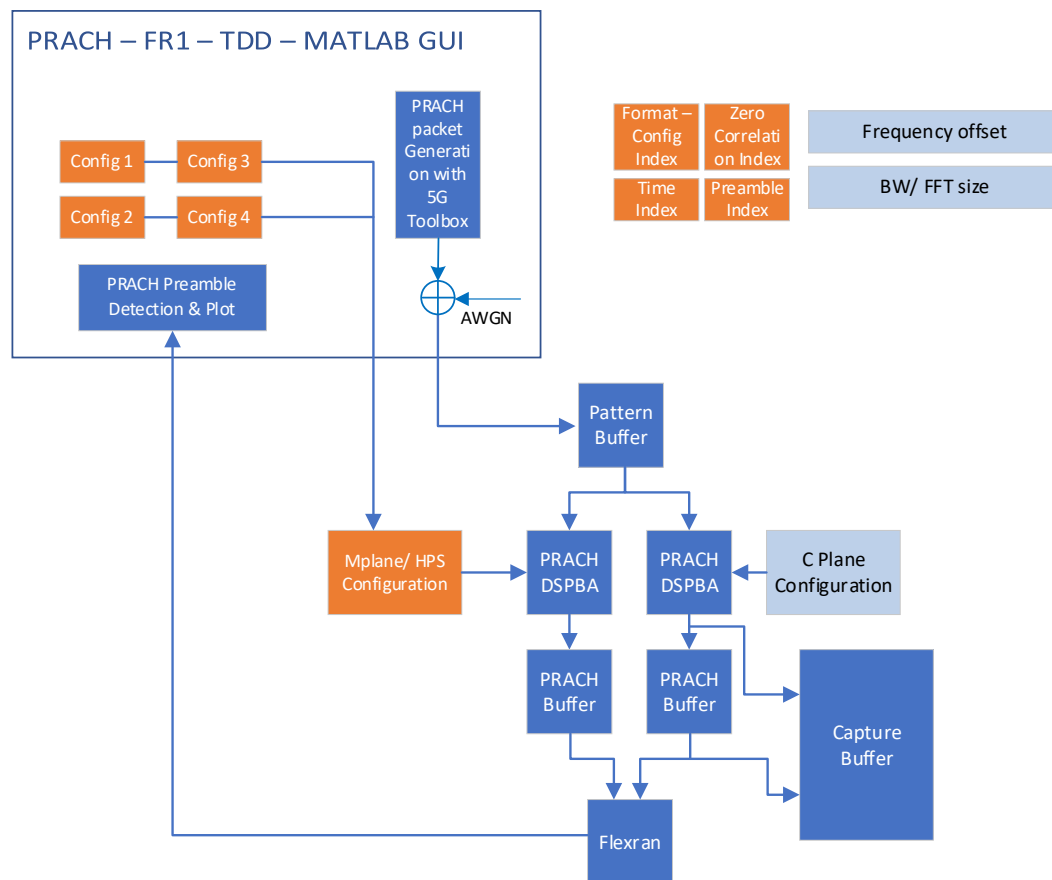 PRACH – FR1 – TDD – MATLAB GUI
PRACH
packet
Generati
on with
5G
Toolbox
Config 1
Config 3
Config 2
Config 4
PRACH Preamble
Detection & Plot
AWGN
Format –
Config
Index
Zero
Correlati
on Index
Time
Index
Preamble
Index
Frequency offset
BW/ FFT size
Pattern
Buffer
Mplane/ HPS
Configuration
PRACH
DSPBA
PRACH
DSPBA
C Plane
Configuration
PRACH
Buffer
PRACH
Buffer
Capture
Buffer
Flexran